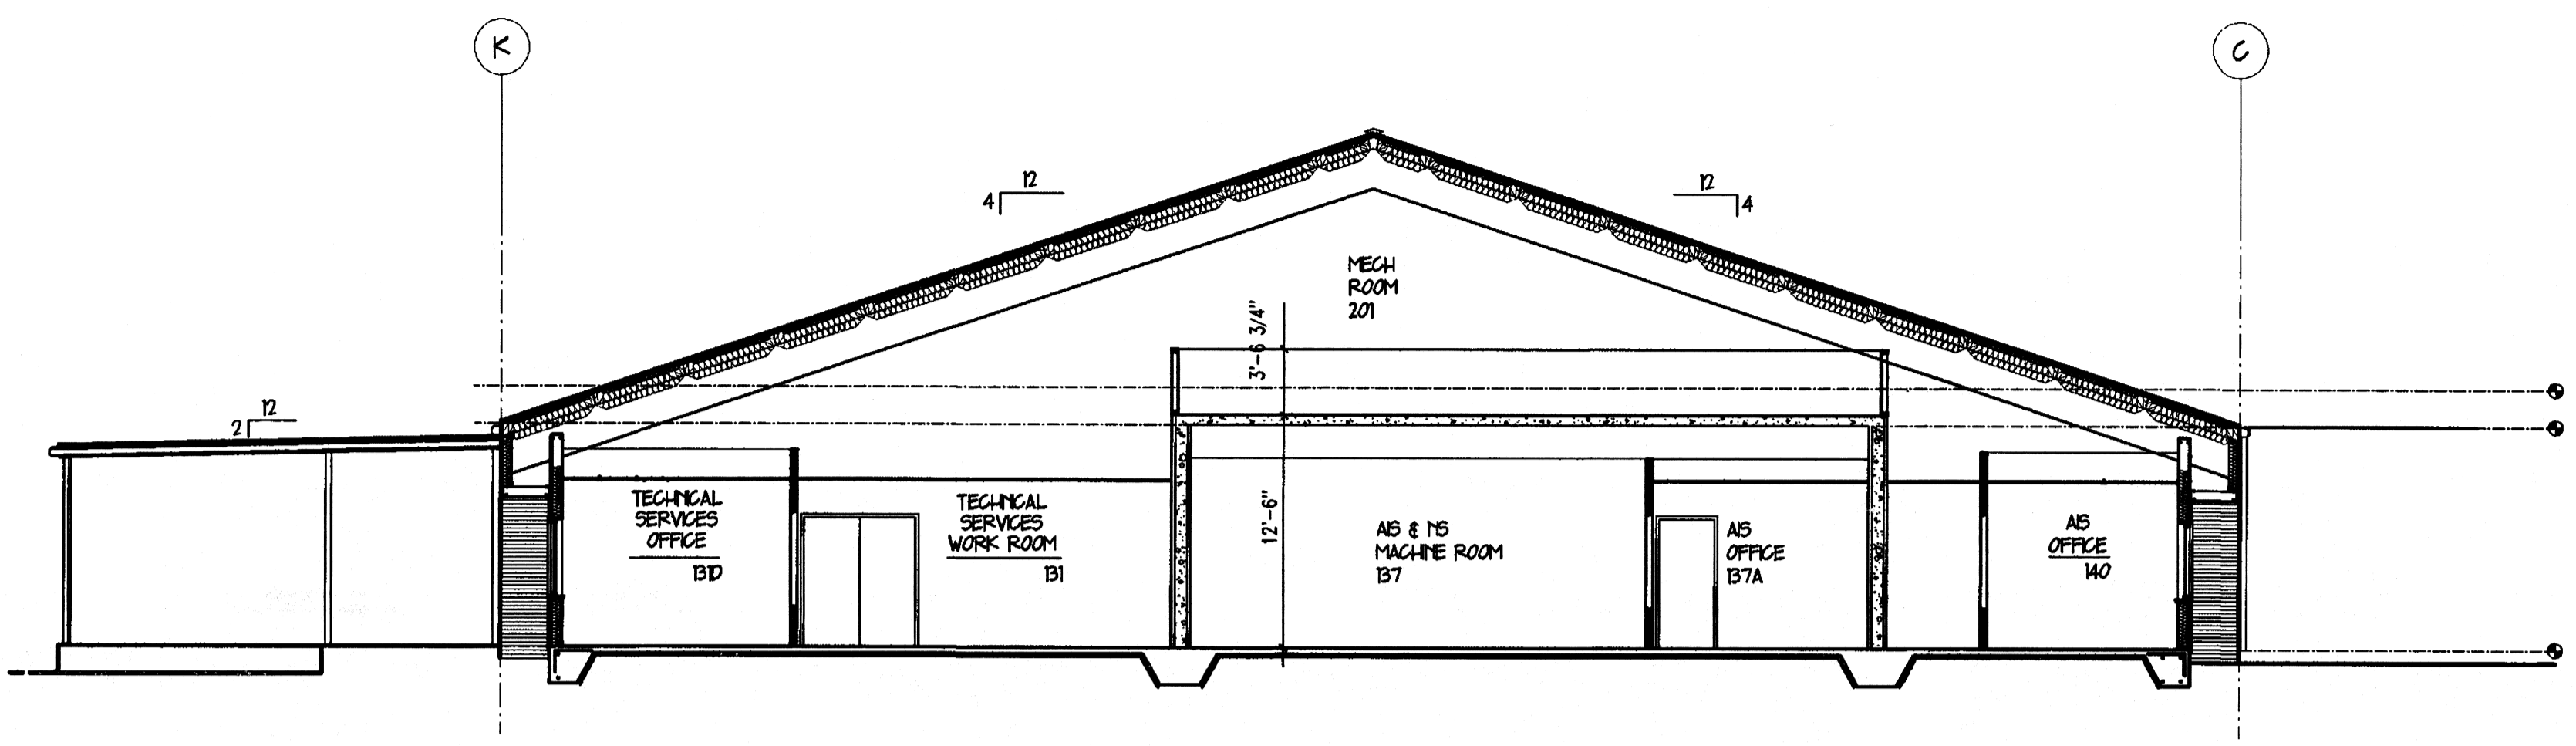 K
C
12
4
12
4
MECH
ROOM
201
3'-6 3/4"
12
2
TECHNICAL
SERVICES
OFFICE
131D
TECHNICAL
SERVICES
WORK ROOM
131
12'-6"
AIS & NS
MACHINE ROOM
137
AIS
OFFICE
137A
AIS
OFFICE
140